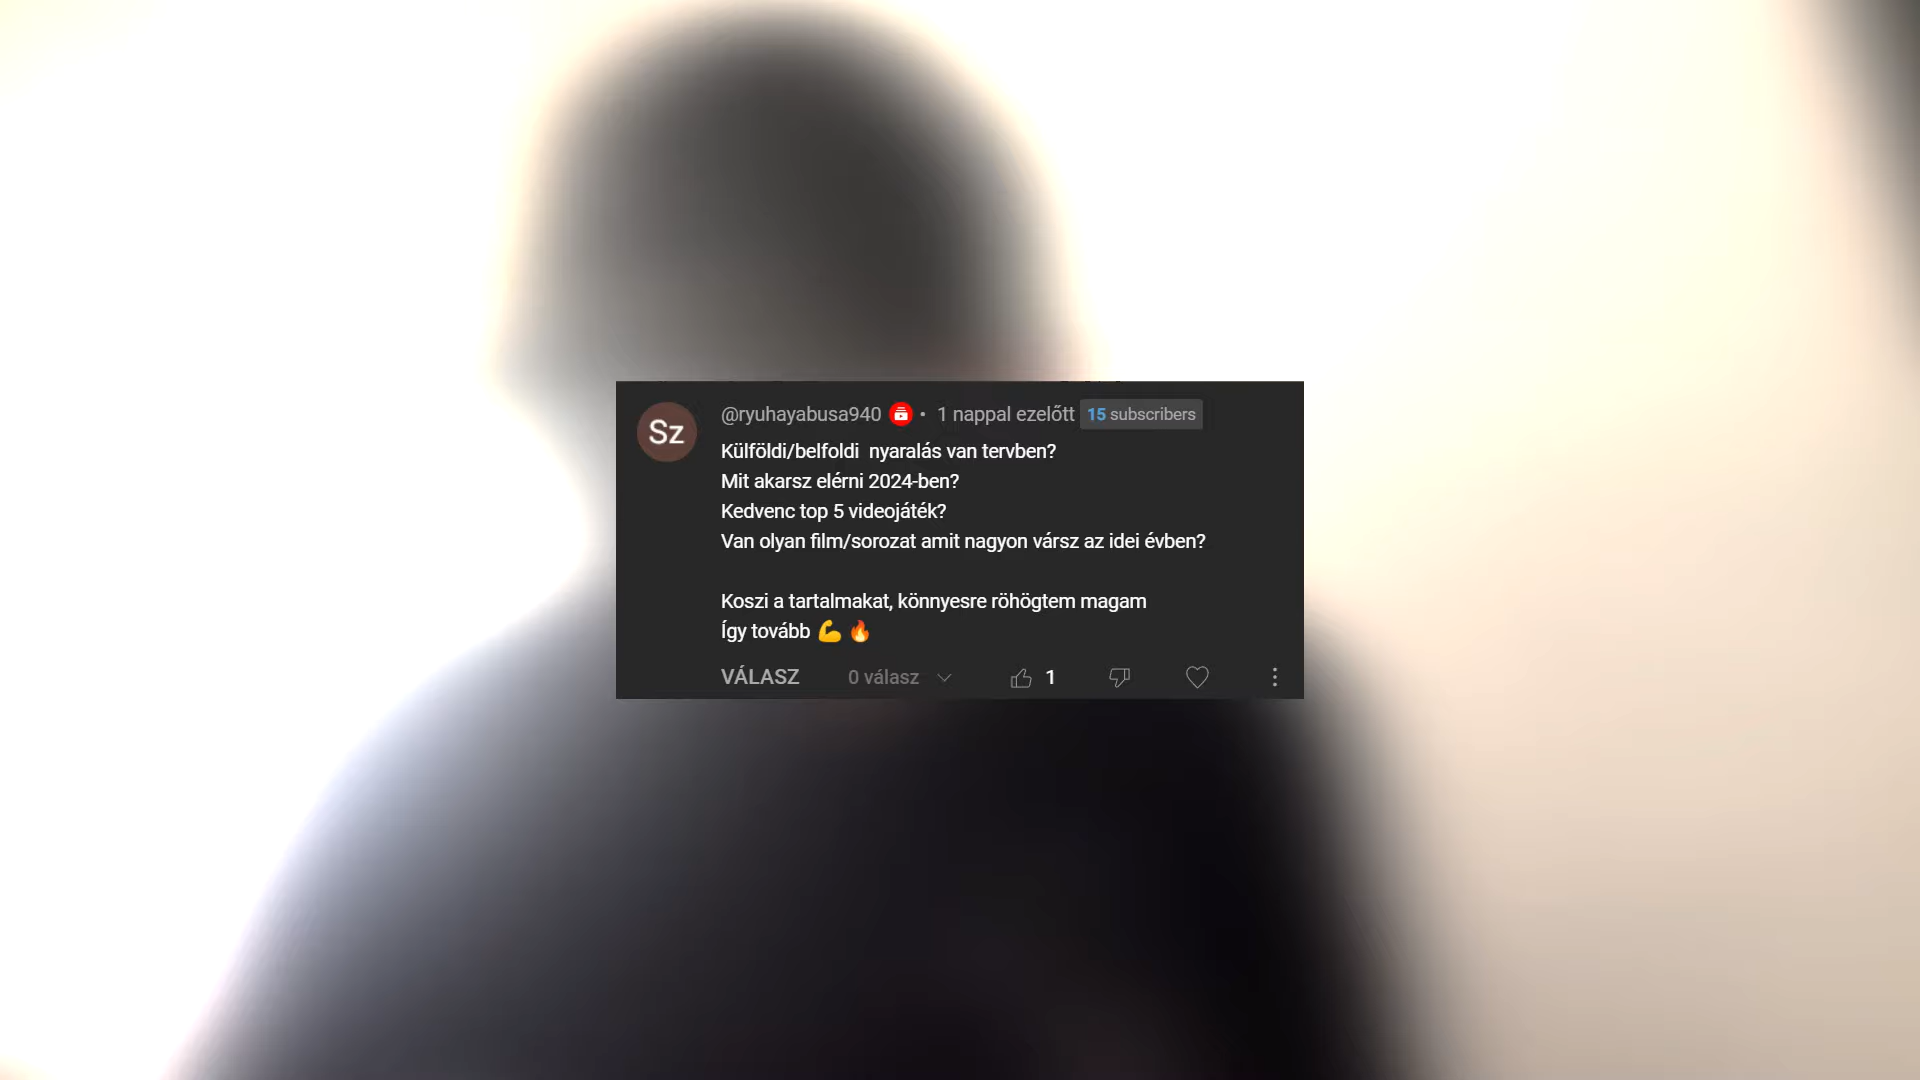 Sz
@ryuhayabusa940 • 1 nappal ezelőtt 15 subscribers
Külföldi/belfoldi  nyaralás van tervben?
Mit akarsz elérni 2024-ben?
Kedvenc top 5 videojáték?
Van olyan film/sorozat amit nagyon vársz az idei évben?
Koszi a tartalmakat, könnyesre röhögtem magam
Így tovább 💪 🔥
VÁLASZ 0 válasz 1